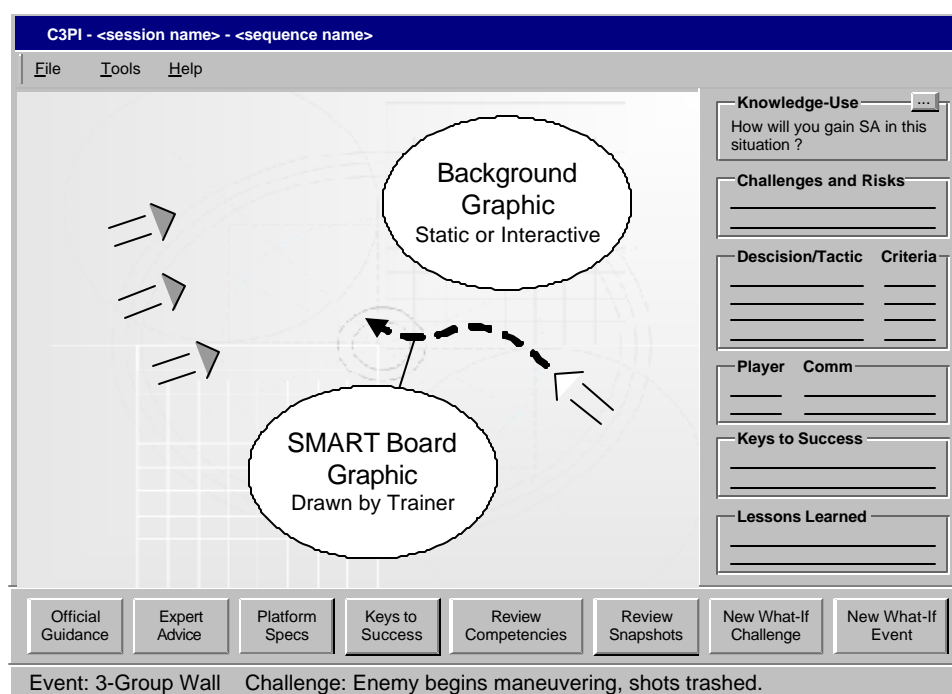 C3PI - <session name> - <sequence name>
File Tools Help
Background
Graphic
Static or Interactive
SMART Board
Graphic
Drawn by Trainer
Knowledge-Use ...
How will you gain SA in this
situation ?
Challenges and Risks
Descision/Tactic Criteria
Player Comm
Keys to Success
Lessons Learned
Official
Guidance
Expert
Advice
Platform
Specs
Keys to
Success
Review
Competencies
Review
Snapshots
New What-If
Challenge
New What-If
Event
Event: 3-Group Wall Challenge: Enemy begins maneuvering, shots trashed.